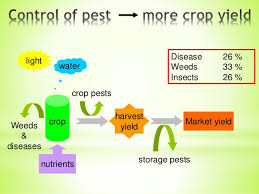 Control of pest → more crop yield
light
water
Disease 26 %
Weeds 33 %
Insects 26 %
crop pests
Weeds
&
diseases
crop
harvest
yield
Market yield
nutrients
storage pests